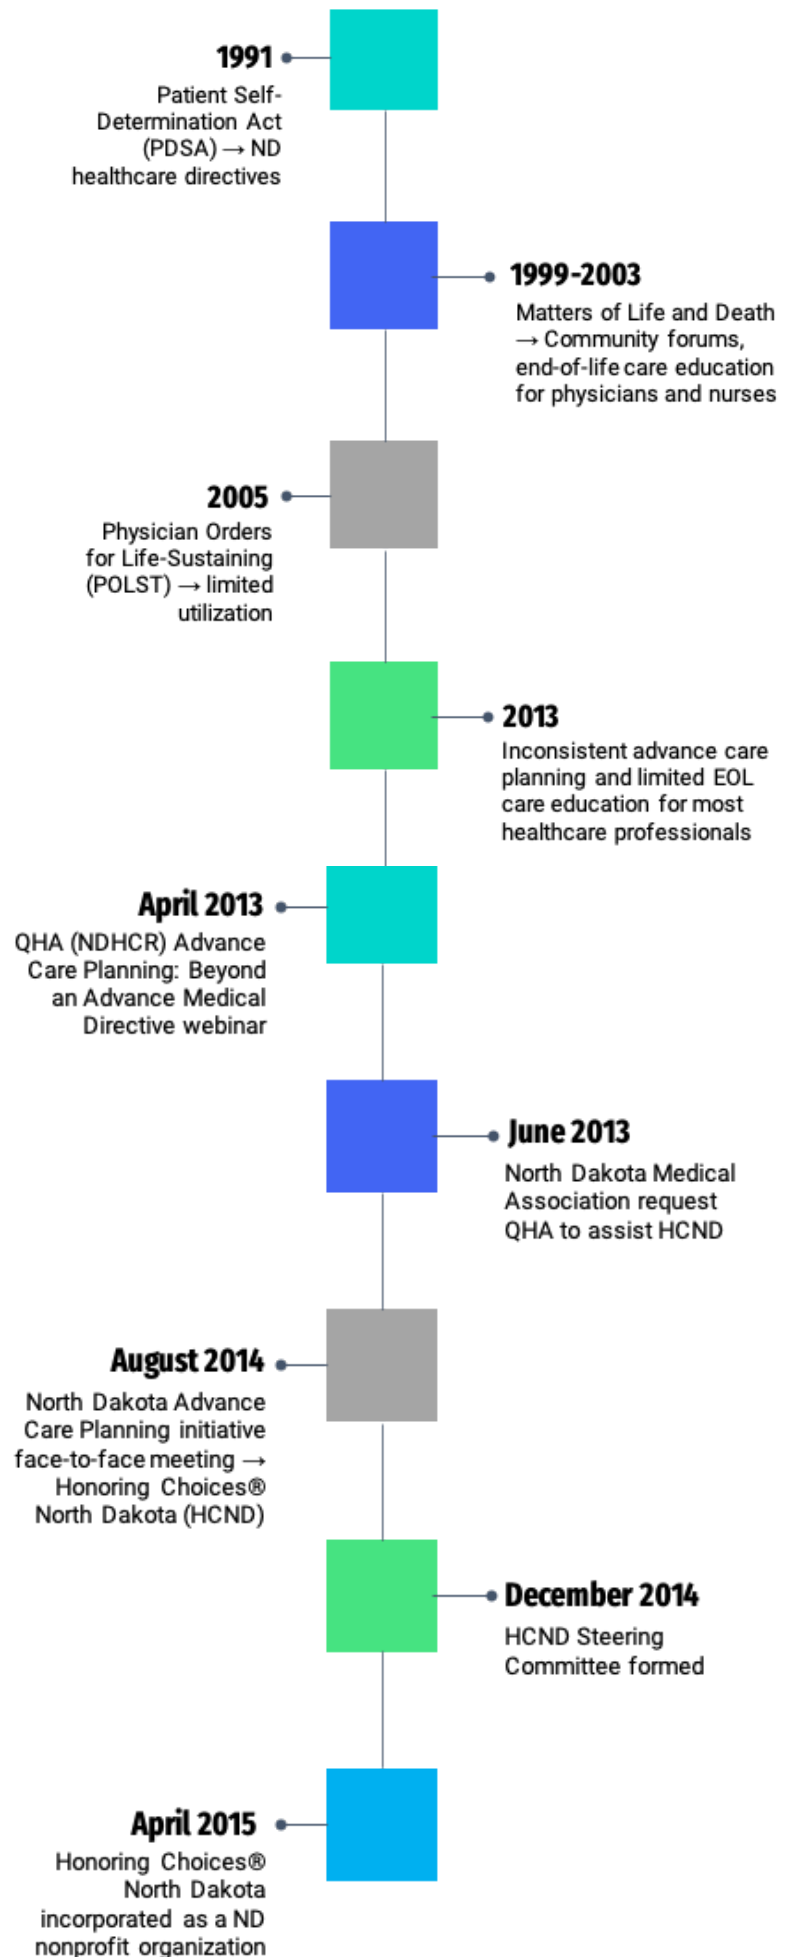 1991
Patient Self-
Determination Act
(PDSA) → ND
healthcare directives
1999-2003
Matters of Life and Death
→ Community forums,
end-of-life care education
for physicians and nurses
2005
Physician Orders
for Life-Sustaining
(POLST) → limited
utilization
2013
Inconsistent advance care
planning and limited EOL
care education for most
healthcare professionals
April 2013
QHA (NDHCR) Advance
Care Planning: Beyond
an Advance Medical
Directive webinar
June 2013
North Dakota Medical
Association request
QHA to assist HCND
August 2014
North Dakota Advance
Care Planning initiative
face-to-face meeting →
Honoring Choices®
North Dakota (HCND)
December 2014
HCND Steering
Committee formed
April 2015
Honoring Choices®
North Dakota
incorporated as a ND
nonprofit organization